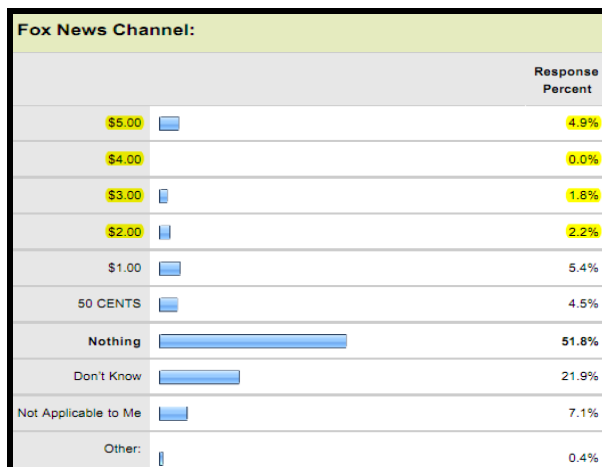 Fox News Channel:
Response
Percent
$5.00 4.9%
$4.00 0.0%
$3.00 1.8%
$2.00 2.2%
$1.00 5.4%
50 CENTS 4.5%
Nothing 51.8%
Don't Know 21.9%
Not Applicable to Me 7.1%
Other:
0.4%